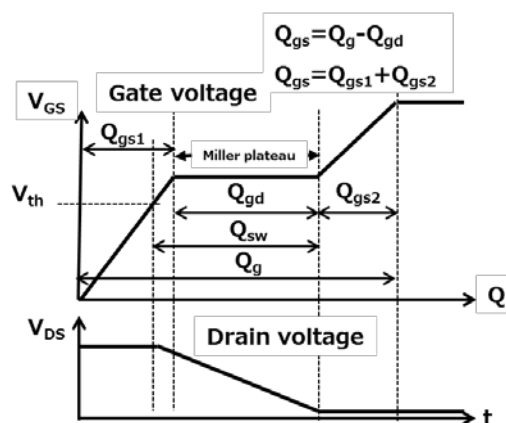 Qgs=Qg-Qgd
Qgs=Qgs1+Qgs2
VGS
Gate voltage
Qgs1
Miller plateau
Vth
Qgd
Qgs2
Qsw
Qg
Q
VDS
Drain voltage
t